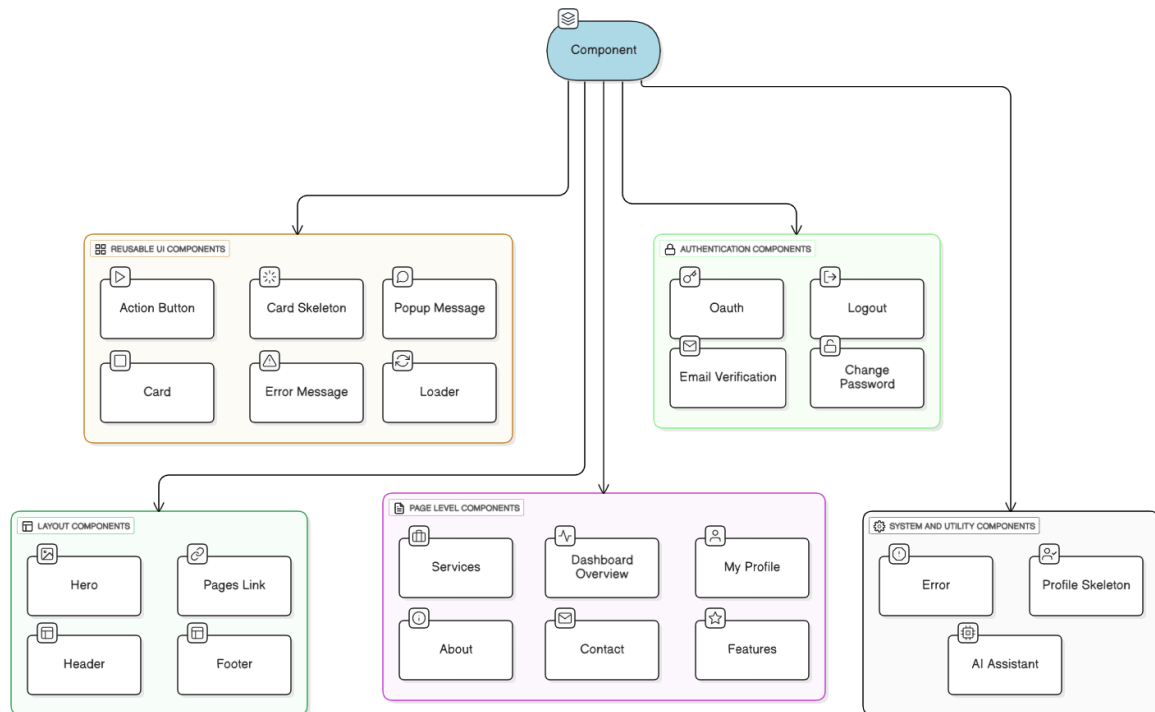 Component
REUSABLE UI COMPONENTS
Action Button
Card Skeleton
Popup Message
Card
Error Message
Loader
AUTHENTICATION COMPONENTS
Oauth
Logout
Email Verification
Change
Password
LAYOUT COMPONENTS
Hero
Pages Link
Header
Footer
PAGE LEVEL COMPONENTS
Services
Dashboard
Overview
My Profile
About
Contact
Features
SYSTEM AND UTILITY COMPONENTS
Error
Profile Skeleton
AI Assistant